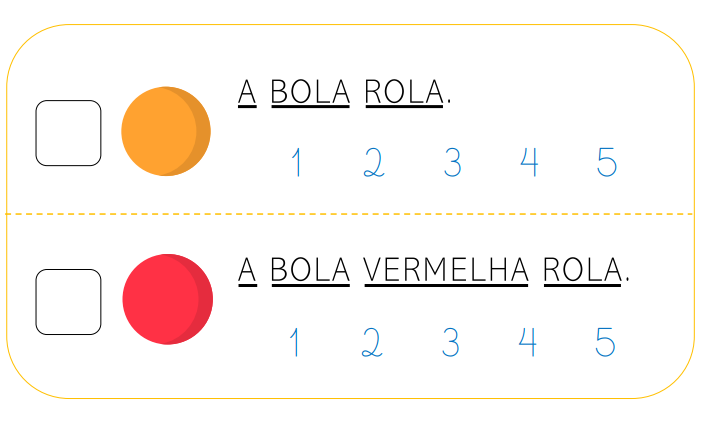 A BOLA ROLA.
1 2 3 4 5
A BOLA VERMELHA ROLA.
1 2 3 4 5